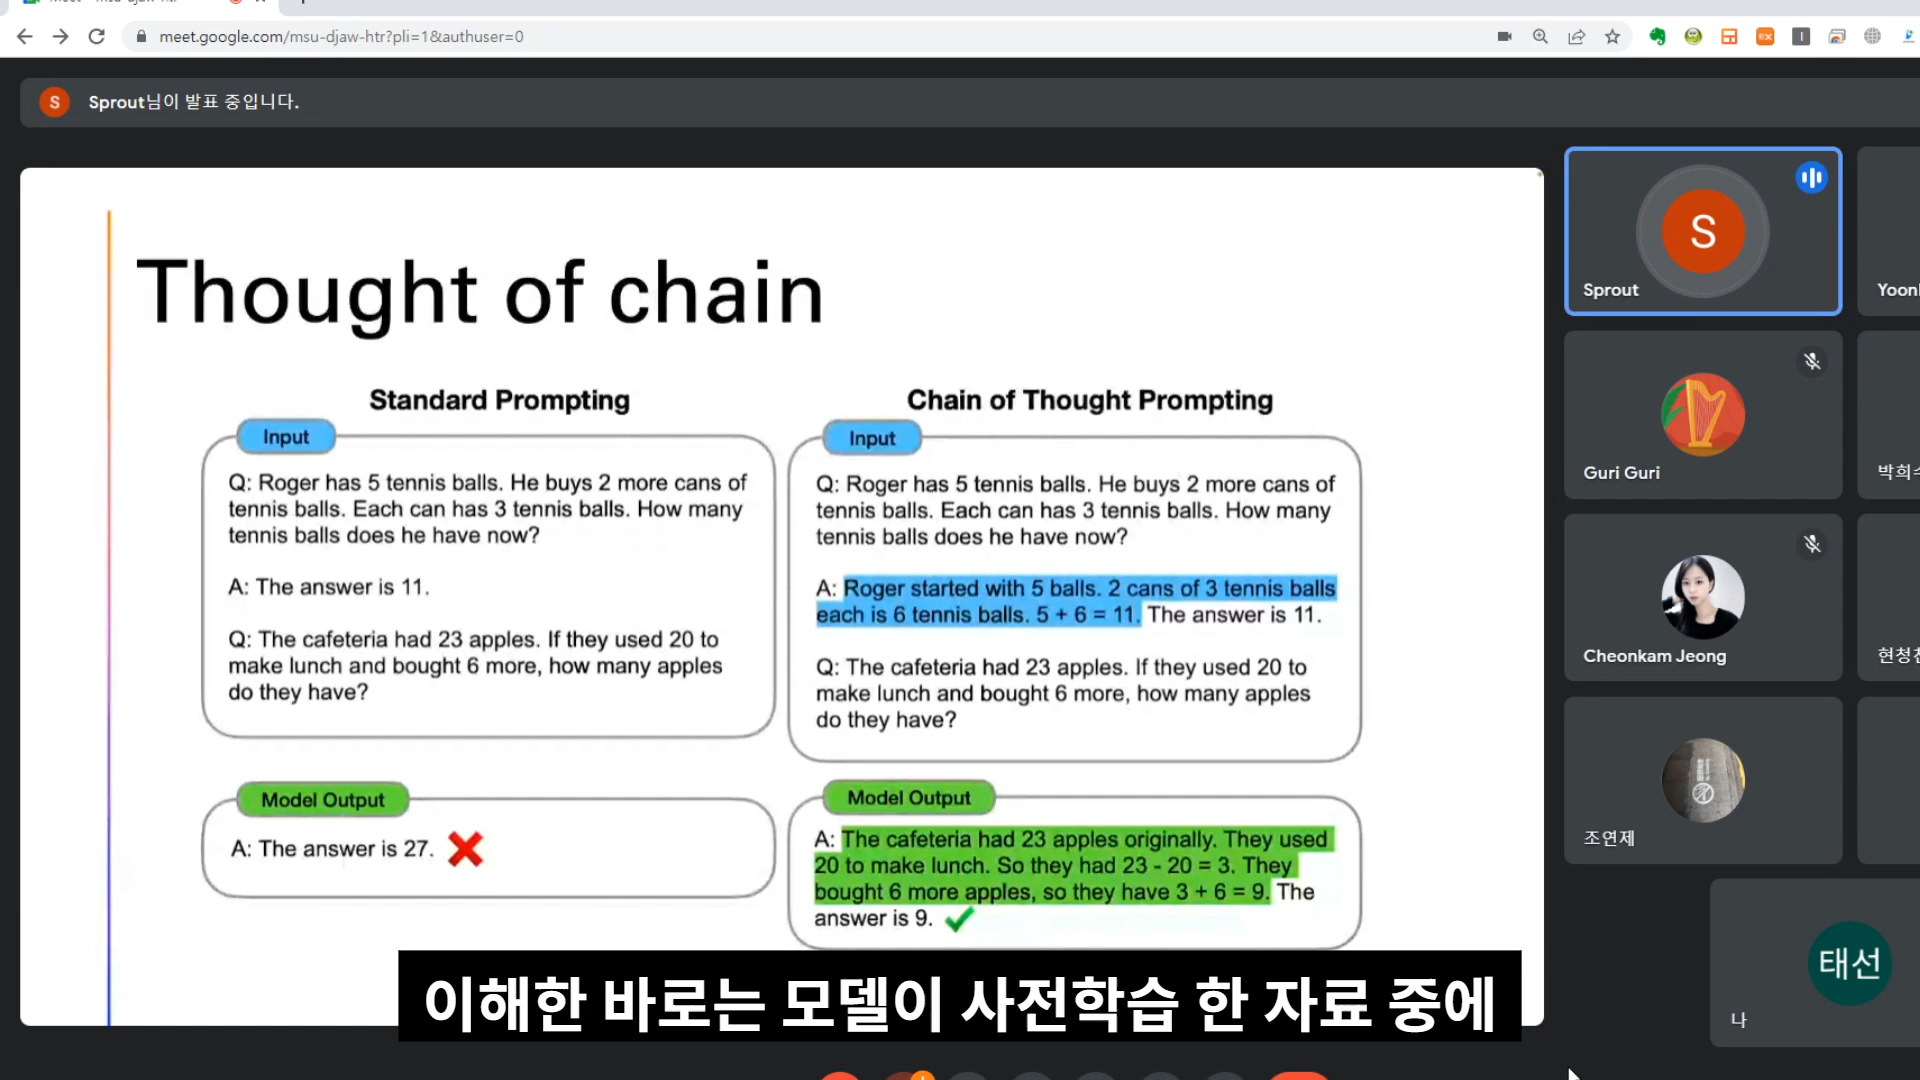 meet.google.com/msu-djaw-htr?pli=1&authuser=0
S
Sprout님이 발표 중입니다.
Thought of chain
Standard Prompting
Input
Q: Roger has 5 tennis balls. He buys 2 more cans of
tennis balls. Each can has 3 tennis balls. How many
tennis balls does he have now?
A: The answer is 11.
Q: The cafeteria had 23 apples. If they used 20 to
make lunch and bought 6 more, how many apples
do they have?
Model Output
A: The answer is 27.
Chain of Thought Prompting
Input
Q: Roger has 5 tennis balls. He buys 2 more cans of
tennis balls. Each can has 3 tennis balls. How many
tennis balls does he have now?
A: Roger started with 5 balls. 2 cans of 3 tennis balls
each is 6 tennis balls. 5 + 6 = 11. The answer is 11.
Q: The cafeteria had 23 apples. If they used 20 to
make lunch and bought 6 more, how many apples
do they have?
Model Output
A: The cafeteria had 23 apples originally. They used
20 to make lunch. So they had 23 - 20 = 3. They
bought 6 more apples, so they have 3 + 6 = 9. The
answer is 9.
이해한 바로는 모델이 사전학습 한 자료 중에
S
Sprout
Guri Guri
Cheonkam Jeong
조연제
태선
나